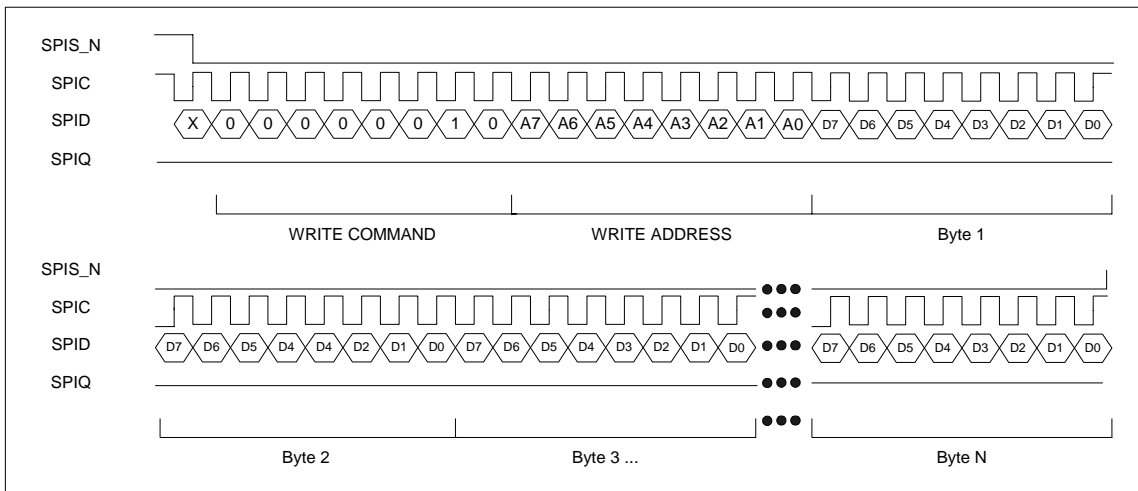 SPIS_N
SPIC
SPID X 0 0 0 0 0 0 1 0 A7 A6 A5 A4 A3 A2 A1 A0 D7 D6 D5 D4 D3 D2 D1 D0
SPIQ
WRITE COMMAND WRITE ADDRESS Byte 1
SPIS_N
SPIC
SPID D7 D6 D5 D4 D4 D2 D1 D0 D7 D6 D5 D4 D3 D2 D1 D0 D7 D6 D5 D4 D3 D2 D1 D0
SPIQ
Byte 2 Byte 3 ... Byte N